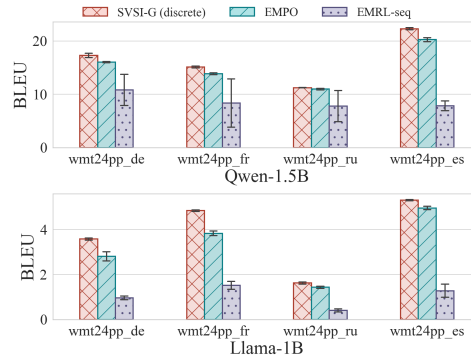 SVSI-G (discrete) EMPO EMRL-seq
BLEU
20
10
0
wmt24pp_de wmt24pp_fr wmt24pp_ru wmt24pp_es
Qwen-1.5B
BLEU
4
2
0
wmt24pp_de wmt24pp_fr wmt24pp_ru wmt24pp_es
Llama-1B